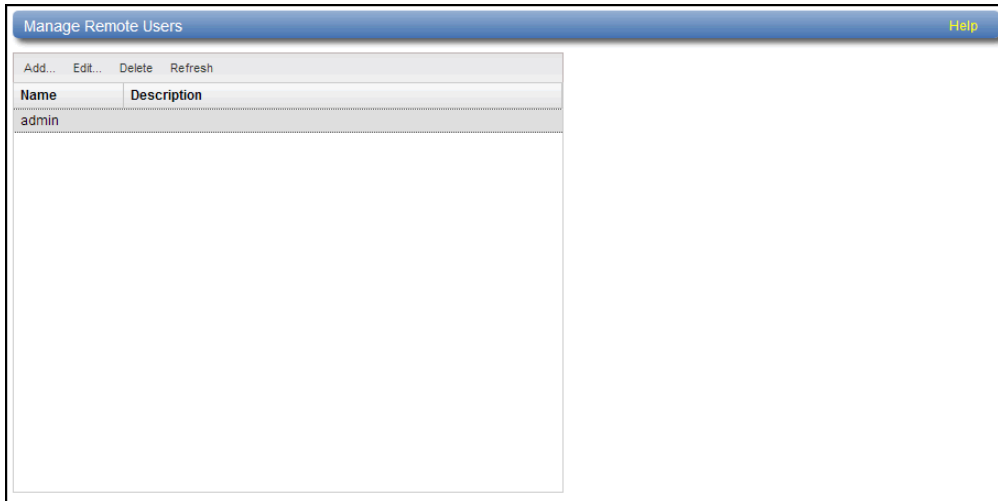 Manage Remote Users Help
Add... Edit... Delete Refresh
Name Description
admin